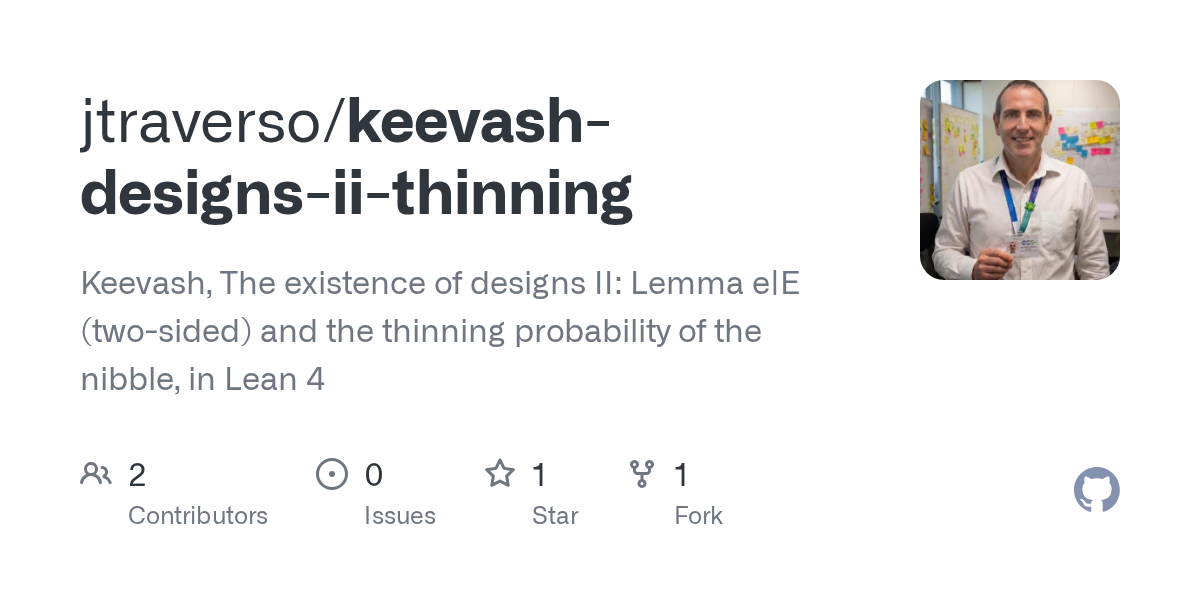 jtraverso/keevash-
designs-ii-thinning
Keevash, The existence of designs II: Lemma e|E
(two-sided) and the thinning probability of the
nibble, in Lean 4
2 0 1 1
Contributors Issues Star Fork